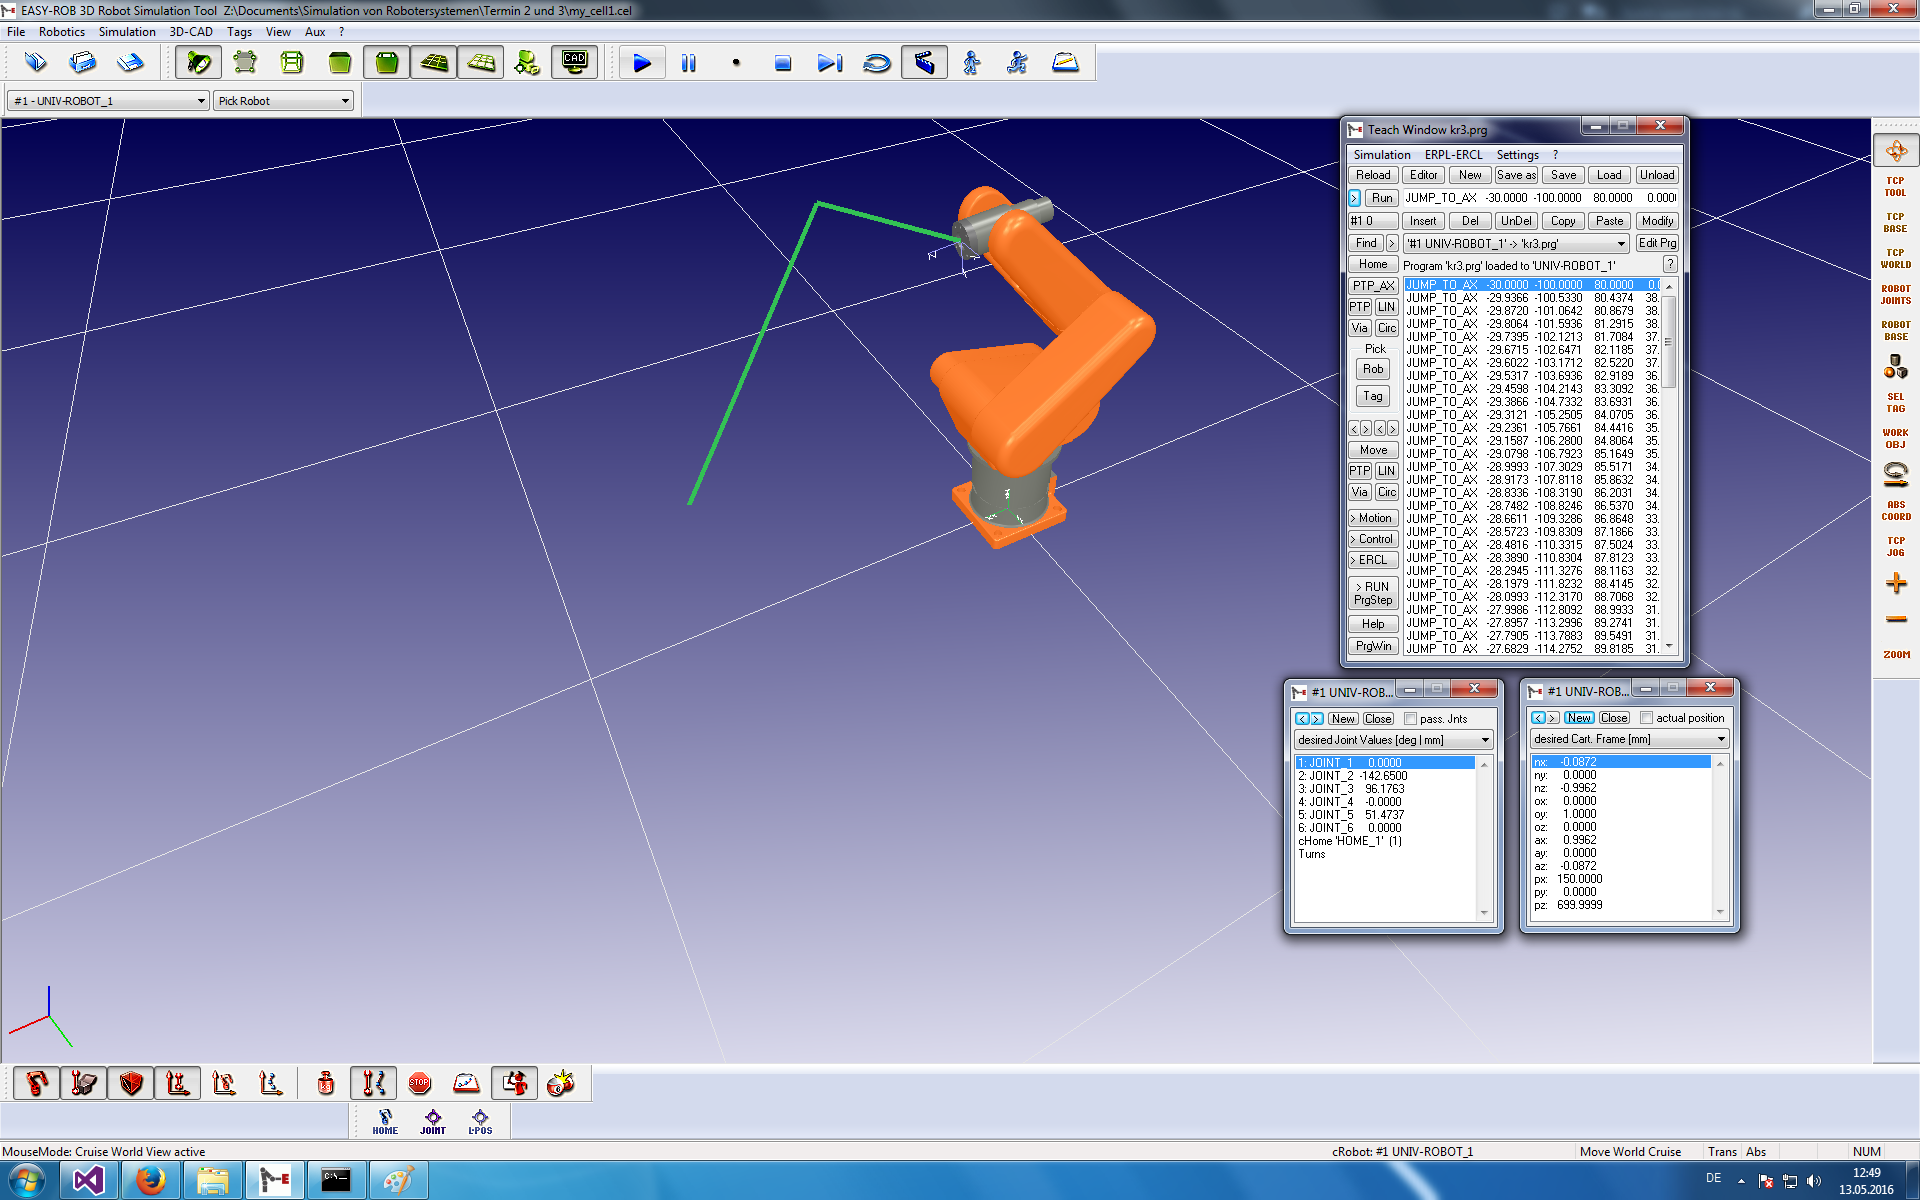 EASY-ROB 3D Robot Simulation Tool Z:\Documents\Simulation von Robotersystemen\Termin 2 und 3\my_cell1.cel
File Robotics Simulation 3D-CAD Tags View Aux ?
CAD
#1 - UNIV-ROBOT_1 Pick Robot
Teach Window kr3.prg
Simulation ERPL-ERCL Settings ?
Reload Editor New Save as Save Load Unload
> Run JUMP_TO_AX -30.0000 -100.0000 80.0000 0.000
#1 0 Insert Del UnDel Copy Paste Modify
Find > '#1 UNIV-ROBOT_1' -> 'kr3.prg' Edit Prg
Home Program 'kr3.prg' loaded to 'UNIV-ROBOT_1' ?
PTP_AX
PTP LIN
Via Circ
Pick
Rob
Tag
< > < >
Move
PTP LIN
Via Circ
> Motion
> Control
> ERCL
> RUN
PrgStep
Help
PrgWin
JUMP_TO_AX -30.0000 -100.0000 80.0000 0.0
JUMP_TO_AX -29.9366 -100.5330 80.4374 38.
JUMP_TO_AX -29.8720 -101.0642 80.8679 38.
JUMP_TO_AX -29.8064 -101.5936 81.2915 38.
JUMP_TO_AX -29.7395 -102.1213 81.7084 37.
JUMP_TO_AX -29.6715 -102.6471 82.1185 37.
JUMP_TO_AX -29.6022 -103.1712 82.5220 37.
JUMP_TO_AX -29.5317 -103.6936 82.9189 36.
JUMP_TO_AX -29.4598 -104.2143 83.3092 36.
JUMP_TO_AX -29.3866 -104.7332 83.6931 36.
JUMP_TO_AX -29.3121 -105.2505 84.0705 36.
JUMP_TO_AX -29.2361 -105.7661 84.4416 35.
JUMP_TO_AX -29.1587 -106.2800 84.8064 35.
JUMP_TO_AX -29.0798 -106.7923 85.1649 35.
JUMP_TO_AX -28.9993 -107.3029 85.5171 34.
JUMP_TO_AX -28.9173 -107.8118 85.8632 34.
JUMP_TO_AX -28.8336 -108.3190 86.2031 34.
JUMP_TO_AX -28.7482 -108.8246 86.5370 34.
JUMP_TO_AX -28.6611 -109.3286 86.8648 33.
JUMP_TO_AX -28.5723 -109.8309 87.1866 33.
JUMP_TO_AX -28.4816 -110.3315 87.5024 33.
JUMP_TO_AX -28.3890 -110.8304 87.8123 33.
JUMP_TO_AX -28.2945 -111.3276 88.1163 32.
JUMP_TO_AX -28.1979 -111.8232 88.4145 32.
JUMP_TO_AX -28.0993 -112.3170 88.7068 32.
JUMP_TO_AX -27.9986 -112.8092 88.9933 31.
JUMP_TO_AX -27.8957 -113.2996 89.2741 31.
JUMP_TO_AX -27.7905 -113.7883 89.5491 31.
JUMP_TO_AX -27.6829 -114.2752 89.8185 31.
#1 UNIV-ROB...
< > New Close pass. Jnts
desired Joint Values [deg | mm]
1: JOINT_1 0.0000
2: JOINT_2 -142.6500
3: JOINT_3 96.1763
4: JOINT_4 -0.0000
5: JOINT_5 51.4737
6: JOINT_6 0.0000
cHome 'HOME_1' (1)
Turns
#1 UNIV-ROB...
< > New Close actual position
desired Cart. Frame [mm]
nx: -0.0872
ny: 0.0000
nz: -0.9962
ox: 0.0000
oy: 1.0000
oz: 0.0000
ax: 0.9962
ay: 0.0000
az: -0.0872
px: 150.0000
py: 0.0000
pz: 699.9999
TCP
TOOL
TCP
BASE
TCP
WORLD
ROBOT
JOINTS
ROBOT
BASE
SEL
TAG
WORK
OBJ
ABS
COORD
TCP
JOG
ZOOM
STOP
HOME JOINT L-POS
MouseMode: Cruise World View active cRobot: #1 UNIV-ROBOT_1 Move World Cruise Trans Abs NUM
DE 12:49
13.05.2016